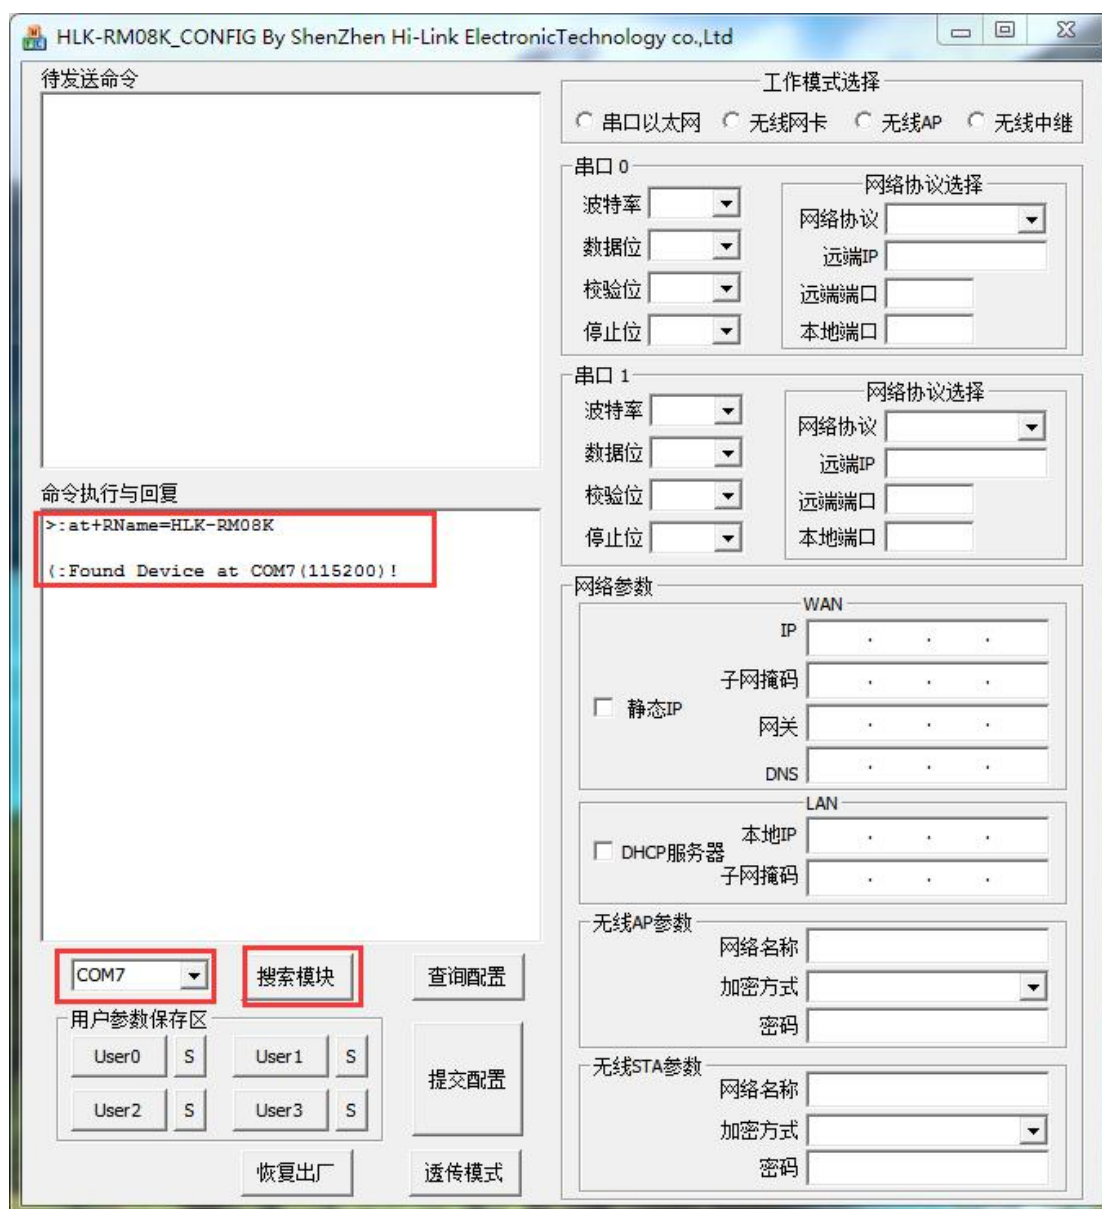 HLK-RM08K_CONFIG By ShenZhen Hi-Link ElectronicTechnology co.,Ltd
待发送命令
命令执行与回复
>:at+RName=HLK-RM08K
(:Found Device at COM7(115200)!
COM7
搜索模块
查询配置
用户参数保存区
User0 S User1 S
User2 S User3 S
提交配置
恢复出厂
透传模式
工作模式选择
串口以太网 无线网卡 无线AP 无线中继
串口 0
波特率
数据位
校验位
停止位
网络协议选择
网络协议
远端IP
远端端口
本地端口
串口 1
波特率
数据位
校验位
停止位
网络协议选择
网络协议
远端IP
远端端口
本地端口
网络参数
WAN
静态IP
IP
子网掩码
网关
DNS
LAN
DHCP服务器
本地IP
子网掩码
无线AP参数
网络名称
加密方式
密码
无线STA参数
网络名称
加密方式
密码